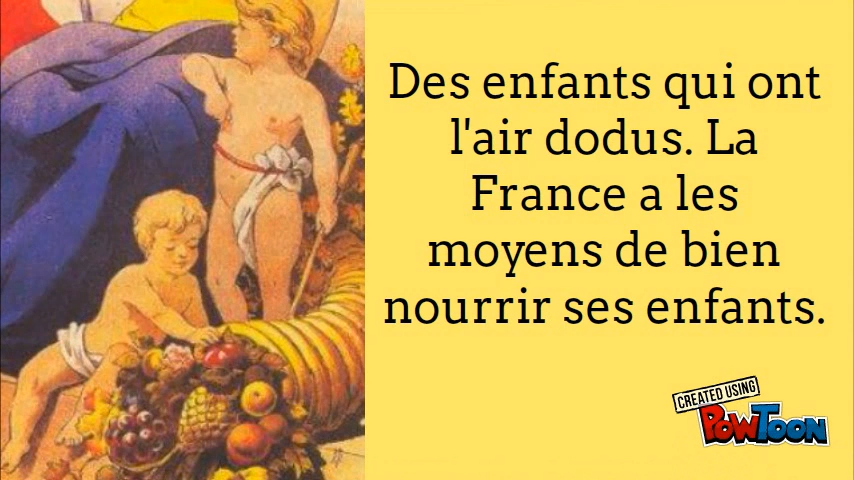 Des enfants qui ont
l'air dodus. La
France a les
moyens de bien
nourrir ses enfants.
CREATED USING
POWTOON